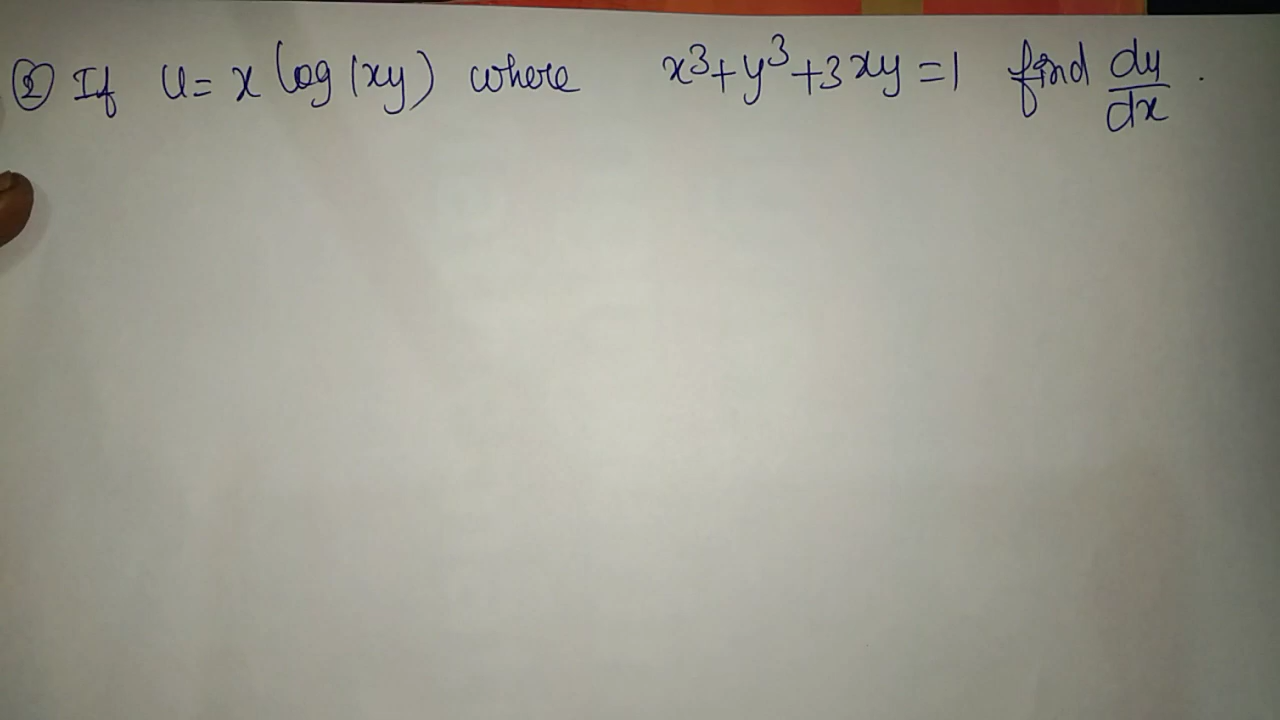 ② If u = x log (xy) where x³+y³+3xy=1 find dy/dx.